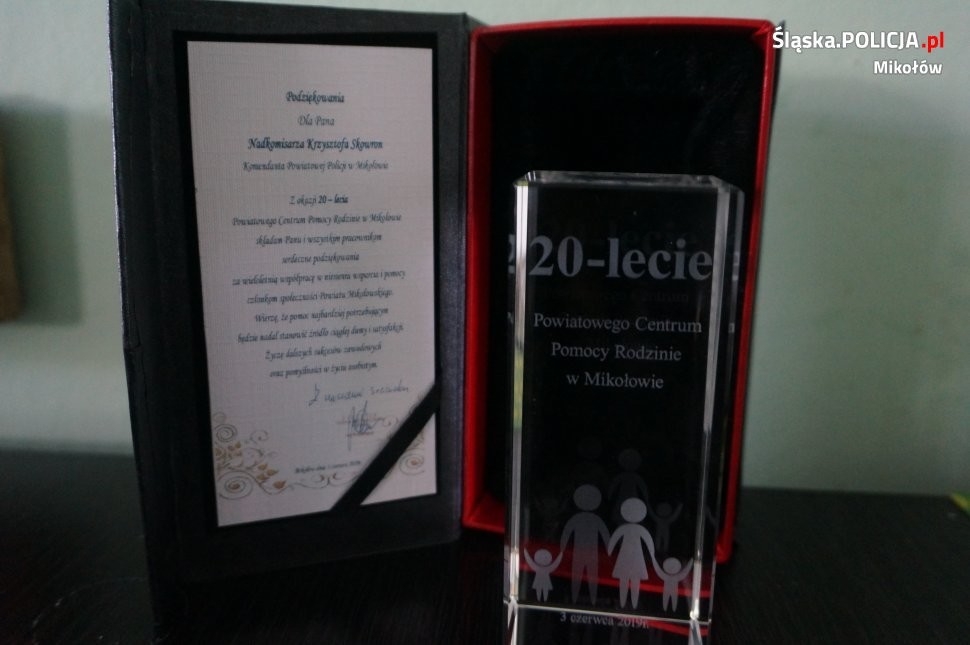 Śląska.POLICJA.pl
Mikołów
Podziękowania
Dla Pana
Nadkomisarza Krzysztofa Skowron
Komendanta Powiatowej Policji w Mikołowie
Z okazji 20 – lecia
Powiatowego Centrum Pomocy Rodzinie w Mikołowie
składam Panu i wszystkim pracownikom
serdeczne podziękowania
za wieloletnią współpracę w niesieniu wsparcia i pomocy
członkom społeczności Powiatu Mikołowskiego.
Wierzę, że pomoc najbardziej potrzebującym
będzie nadal stanowić źródło ciągłej dumy i satysfakcji.
Życzę dalszych sukcesów zawodowych
oraz pomyślności w życiu osobistym.
20-lecie
Powiatowego Centrum
Pomocy Rodzinie
w Mikołowie
3 czerwca 2019r.